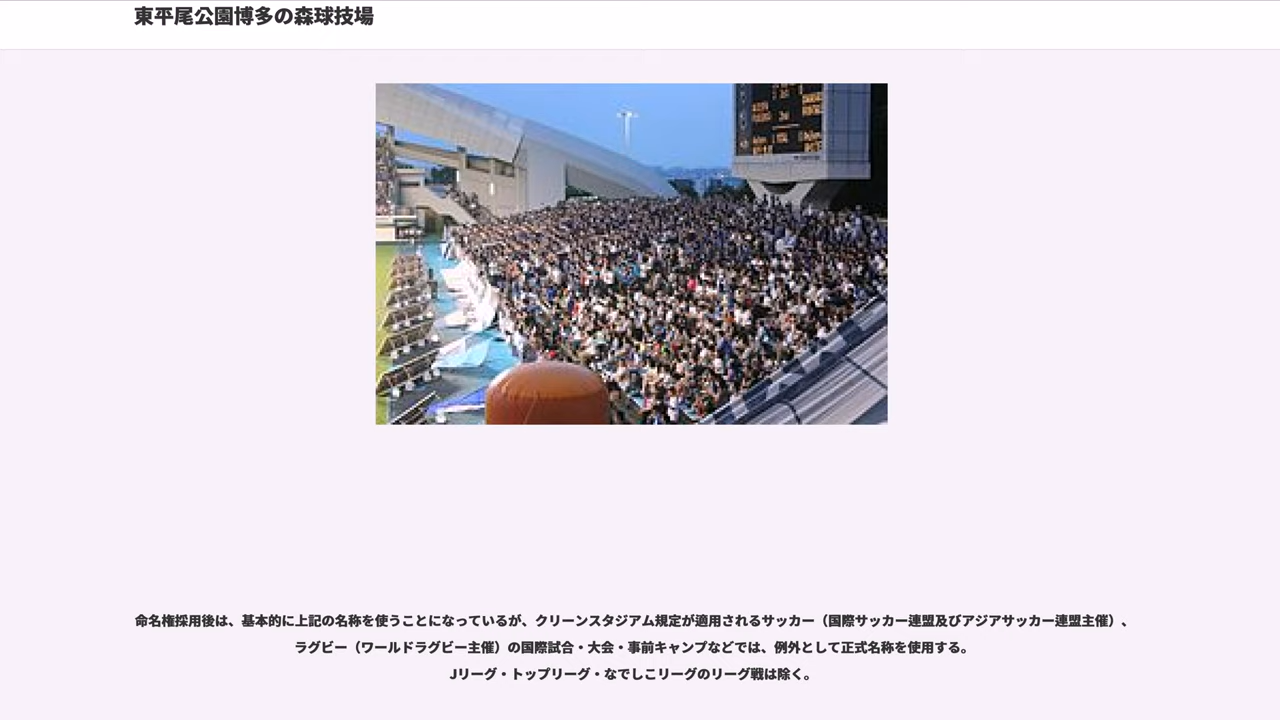 東平尾公園博多の森球技場
命名権採用後は、基本的に上記の名称を使うことになっているが、クリーンスタジアム規定が適用されるサッカー（国際サッカー連盟及びアジアサッカー連盟主催）、
ラグビー（ワールドラグビー主催）の国際試合・大会・事前キャンプなどでは、例外として正式名称を使用する。
Jリーグ・トップリーグ・なでしこリーグのリーグ戦は除く。